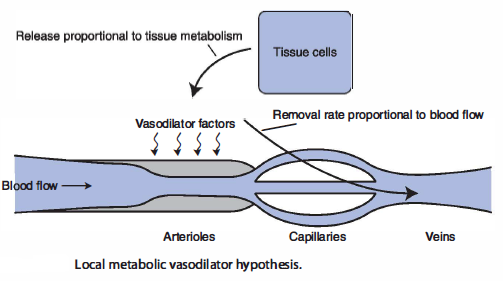 Release proportional to tissue metabolism
Tissue cells
Vasodilator factors
Removal rate proportional to blood flow
Blood flow
Arterioles
Capillaries
Veins
Local metabolic vasodilator hypothesis.